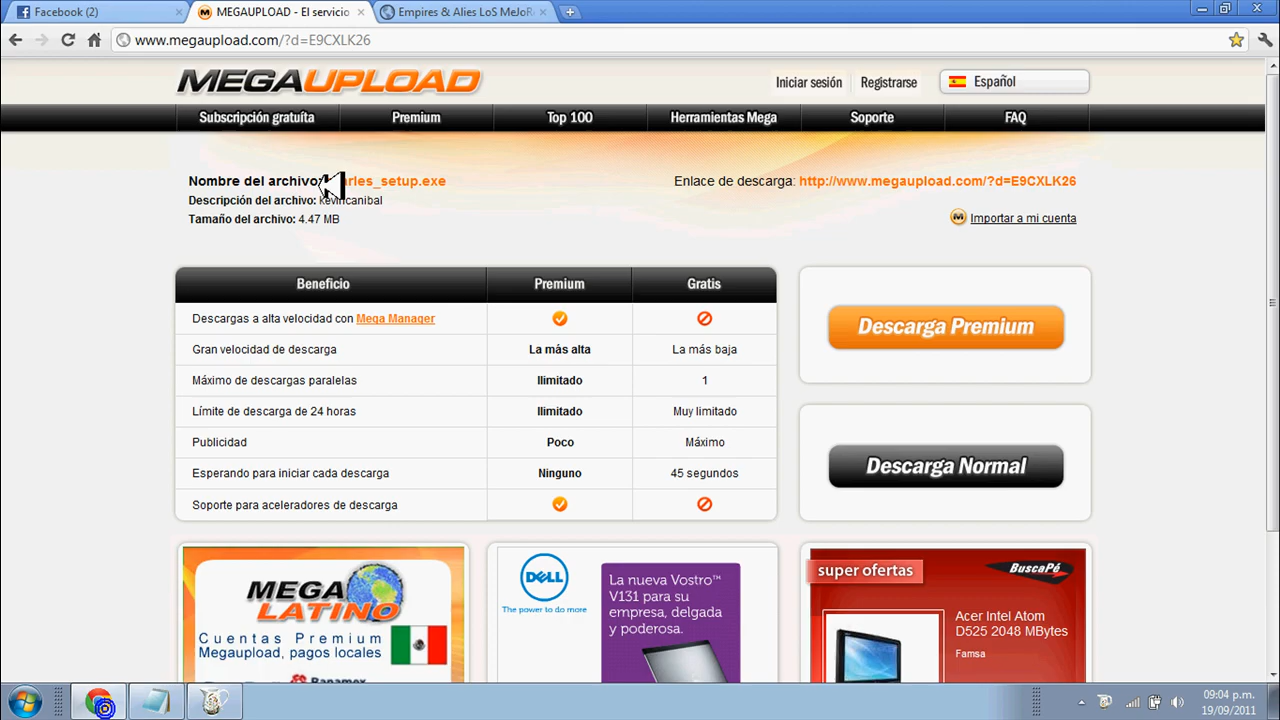 Facebook (2)
MEGAUPLOAD - El servicio
Empires & Alies LoS MeJoR
www.megaupload.com/?d=E9CXLK26
MEGAUPLOAD
Iniciar sesión
Registrarse
Español
Subscripción gratuíta
Premium
Top 100
Herramientas Mega
Soporte
FAQ
Nombre del archivo: rles_setup.exe
Enlace de descarga: http://www.megaupload.com/?d=E9CXLK26
Descripción del archivo: kevincanibal
Tamaño del archivo: 4.47 MB
Importar a mi cuenta
Beneficio Premium Gratis
Descargas a alta velocidad con Mega Manager
Gran velocidad de descarga La más alta La más baja
Máximo de descargas paralelas Ilimitado 1
Límite de descarga de 24 horas Ilimitado Muy limitado
Publicidad Poco Máximo
Esperando para iniciar cada descarga Ninguno 45 segundos
Soporte para aceleradores de descarga
Descarga Premium
Descarga Normal
MEGA
LATINO
Cuentas Premium
Megaupload, pagos locales
Banamex
DELL
The power to do more
La nueva Vostro™
V131 para su
empresa, delgada
y poderosa.
super ofertas
BuscaPé
Acer Intel Atom
D525 2048 MBytes
Famsa
09:04 p.m.
19/09/2011